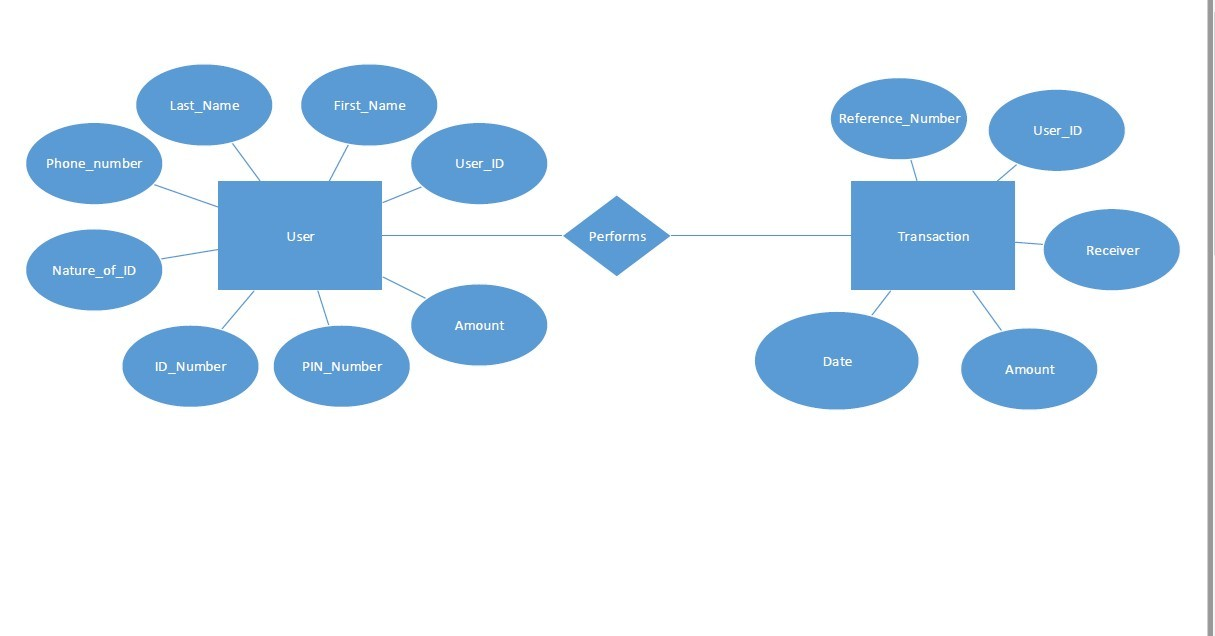 Last_Name
First_Name
Phone_number
User_ID
User
Nature_of_ID
Amount
ID_Number
PIN_Number
Performs
Reference_Number
User_ID
Transaction
Receiver
Date
Amount